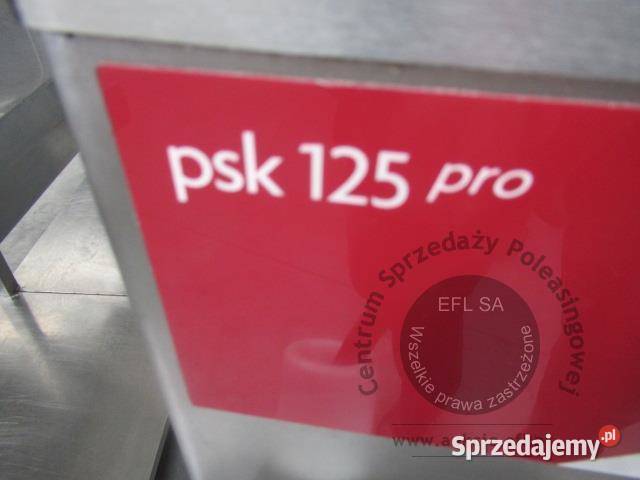 psk 125 pro
Centrum Sprzedaży Poleasingowej
EFL SA
Wszelkie prawa zastrzeżone
Sprzedajemy.pl